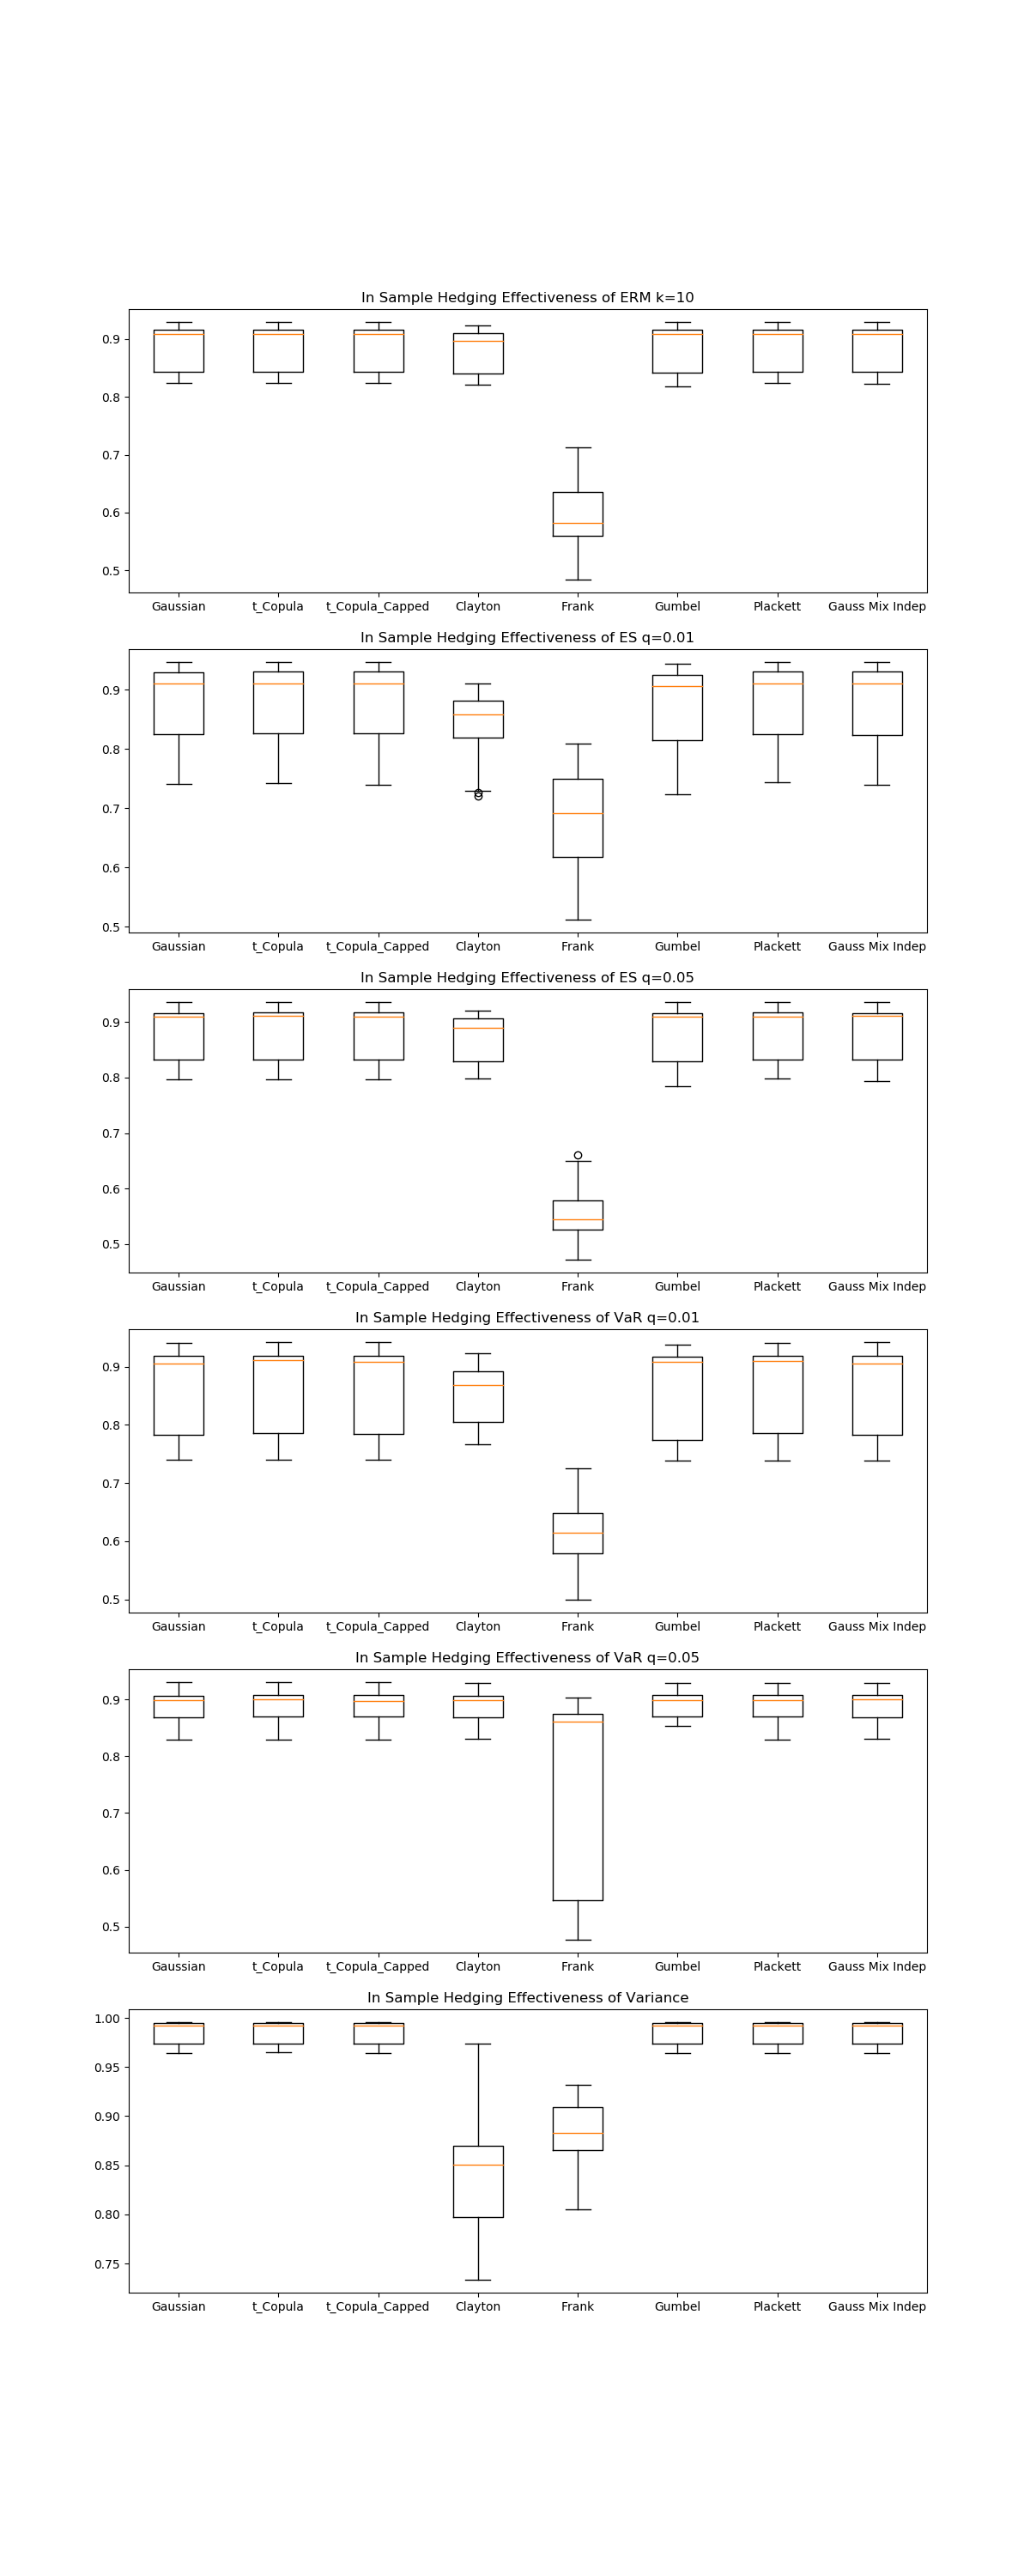 In Sample Hedging Effectiveness of ERM k=10
0.9
0.8
0.7
0.6
0.5
Gaussian t_Copula t_Copula_Capped Clayton Frank Gumbel Plackett Gauss Mix Indep
In Sample Hedging Effectiveness of ES q=0.01
0.9
0.8
0.7
0.6
0.5
Gaussian t_Copula t_Copula_Capped Clayton Frank Gumbel Plackett Gauss Mix Indep
In Sample Hedging Effectiveness of ES q=0.05
0.9
0.8
0.7
0.6
0.5
Gaussian t_Copula t_Copula_Capped Clayton Frank Gumbel Plackett Gauss Mix Indep
In Sample Hedging Effectiveness of VaR q=0.01
0.9
0.8
0.7
0.6
0.5
Gaussian t_Copula t_Copula_Capped Clayton Frank Gumbel Plackett Gauss Mix Indep
In Sample Hedging Effectiveness of VaR q=0.05
0.9
0.8
0.7
0.6
0.5
Gaussian t_Copula t_Copula_Capped Clayton Frank Gumbel Plackett Gauss Mix Indep
In Sample Hedging Effectiveness of Variance
1.00
0.95
0.90
0.85
0.80
0.75
Gaussian t_Copula t_Copula_Capped Clayton Frank Gumbel Plackett Gauss Mix Indep